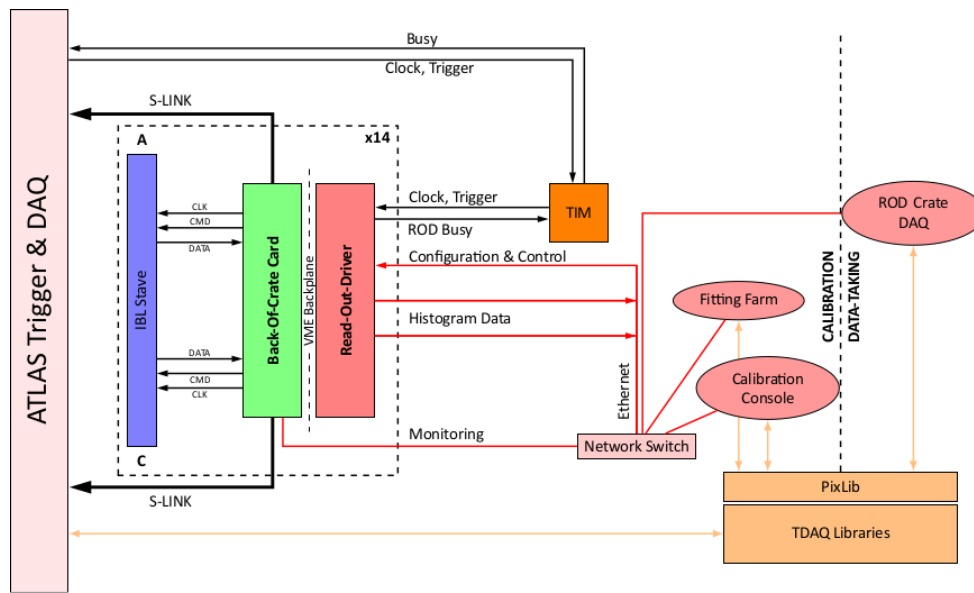 ATLAS Trigger & DAQ
Busy
Clock, Trigger
S-LINK
x14
A
IBL Stave
CLK
CMD
DATA
DATA
CMD
CLK
C
Back-Of-Crate Card
VME Backplane
Read-Out-Driver
Clock, Trigger
ROD Busy
TIM
Configuration & Control
Histogram Data
Monitoring
Ethernet
Network Switch
S-LINK
ROD Crate
DAQ
Fitting Farm
Calibration
Console
CALIBRATION
DATA-TAKING
PixLib
TDAQ Libraries